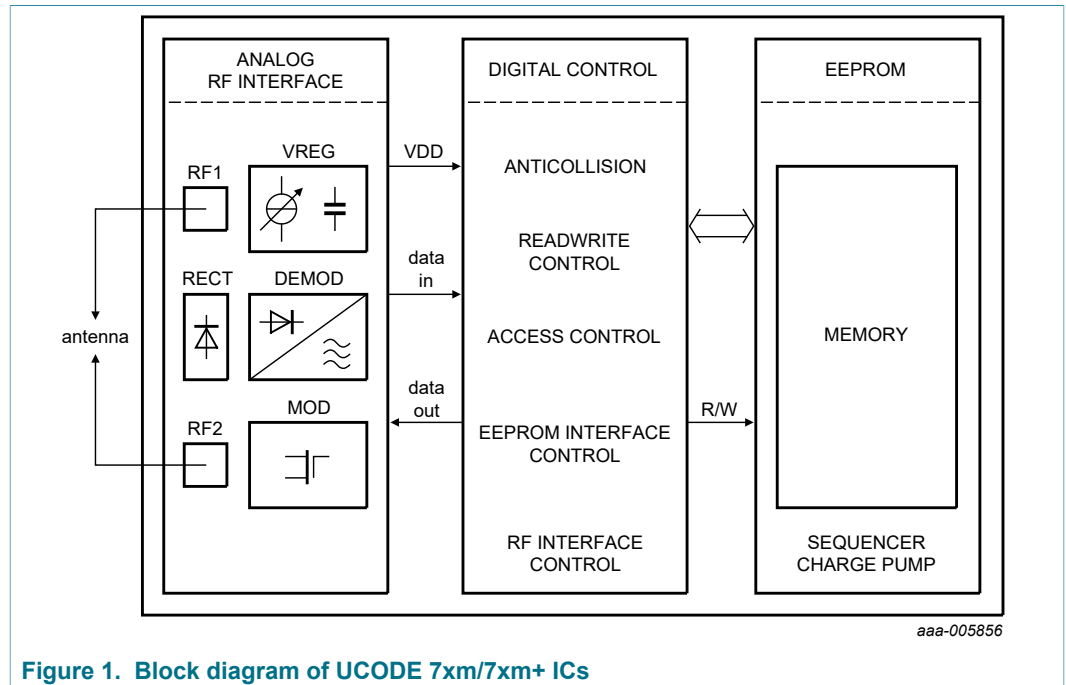 ANALOG
RF INTERFACE
DIGITAL CONTROL
EEPROM
RF1
VREG
VDD
ANTICOLLISION
READWRITE
CONTROL
data
in
RECT
DEMOD
antenna
ACCESS CONTROL
MEMORY
data
out
MOD
RF2
R/W
EEPROM INTERFACE
CONTROL
RF INTERFACE
CONTROL
SEQUENCER
CHARGE PUMP
aaa-005856
Figure 1. Block diagram of UCODE 7xm/7xm+ ICs